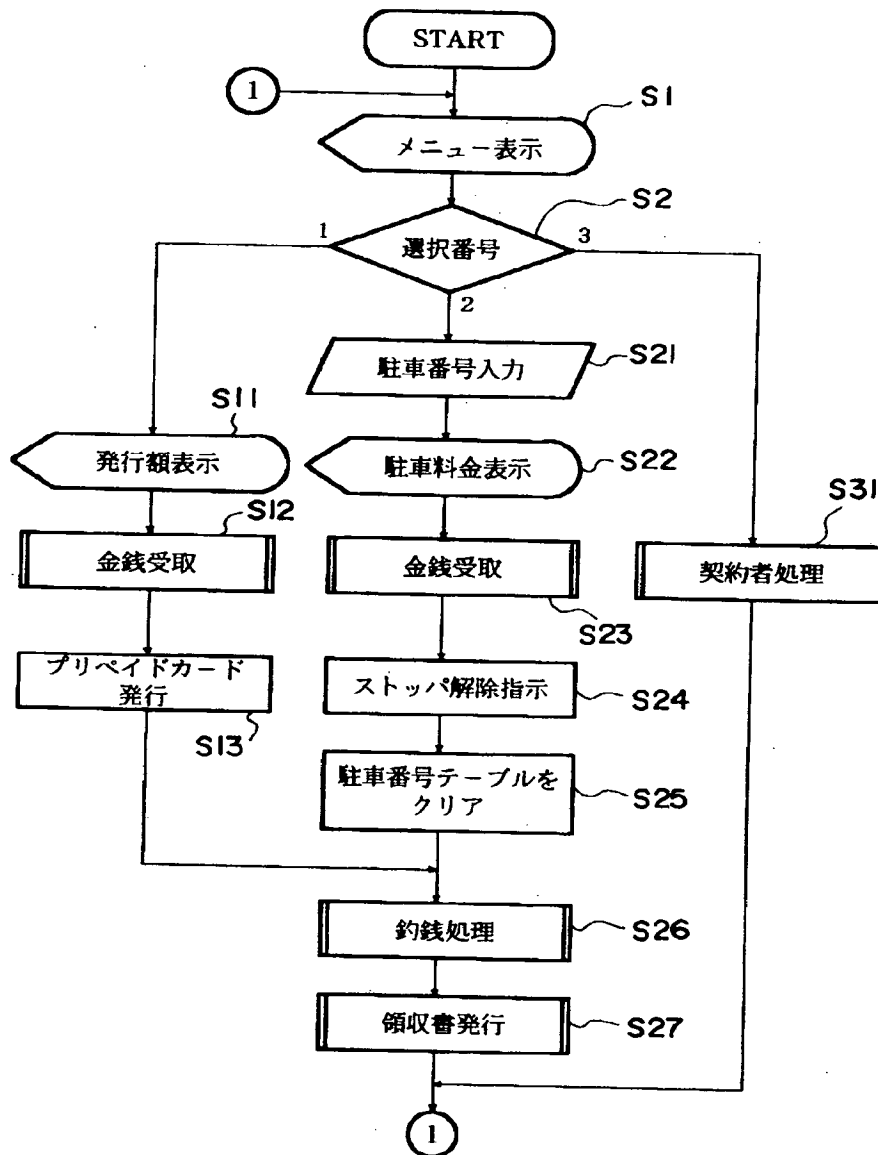 START
1
S1
メニュー表示
S2
1
選択番号
3
2
駐車番号入力
S21
S11
発行額表示
駐車料金表示
S22
S12
金銭受取
金銭受取
S23
S31
契約者処理
プリペイドカード
発行
S13
ストッパ解除指示
S24
駐車番号テーブルを
クリア
S25
釣銭処理
S26
領収書発行
S27
1